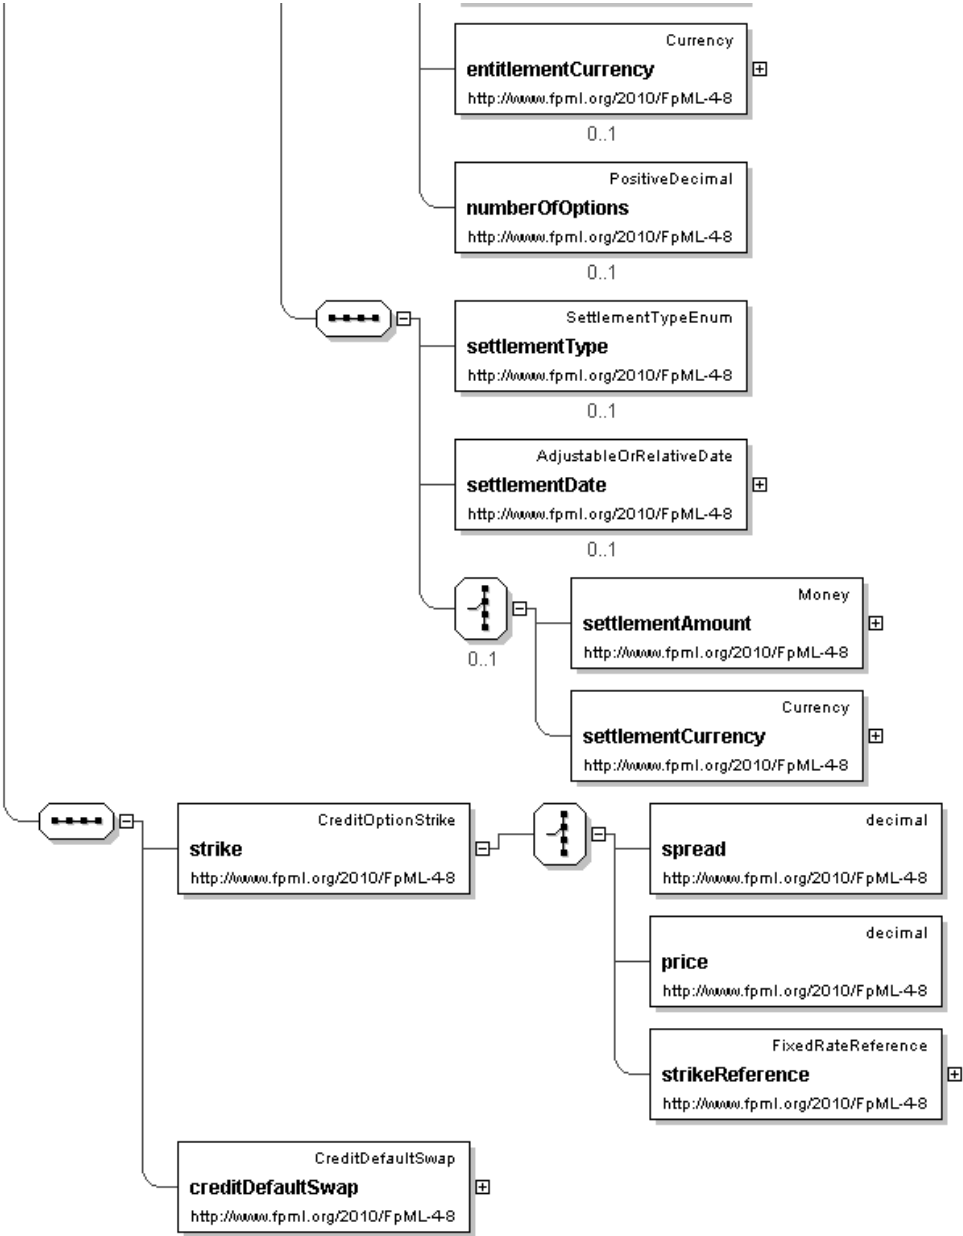 Currency
entitlementCurrency
http://www.fpml.org/2010/FpML-4-8
0..1
PositiveDecimal
numberOfOptions
http://www.fpml.org/2010/FpML-4-8
0..1
SettlementTypeEnum
settlementType
http://www.fpml.org/2010/FpML-4-8
0..1
AdjustableOrRelativeDate
settlementDate
http://www.fpml.org/2010/FpML-4-8
0..1
Money
settlementAmount
http://www.fpml.org/2010/FpML-4-8
0..1
Currency
settlementCurrency
http://www.fpml.org/2010/FpML-4-8
CreditOptionStrike
strike
http://www.fpml.org/2010/FpML-4-8
decimal
spread
http://www.fpml.org/2010/FpML-4-8
decimal
price
http://www.fpml.org/2010/FpML-4-8
FixedRateReference
strikeReference
http://www.fpml.org/2010/FpML-4-8
CreditDefaultSwap
creditDefaultSwap
http://www.fpml.org/2010/FpML-4-8